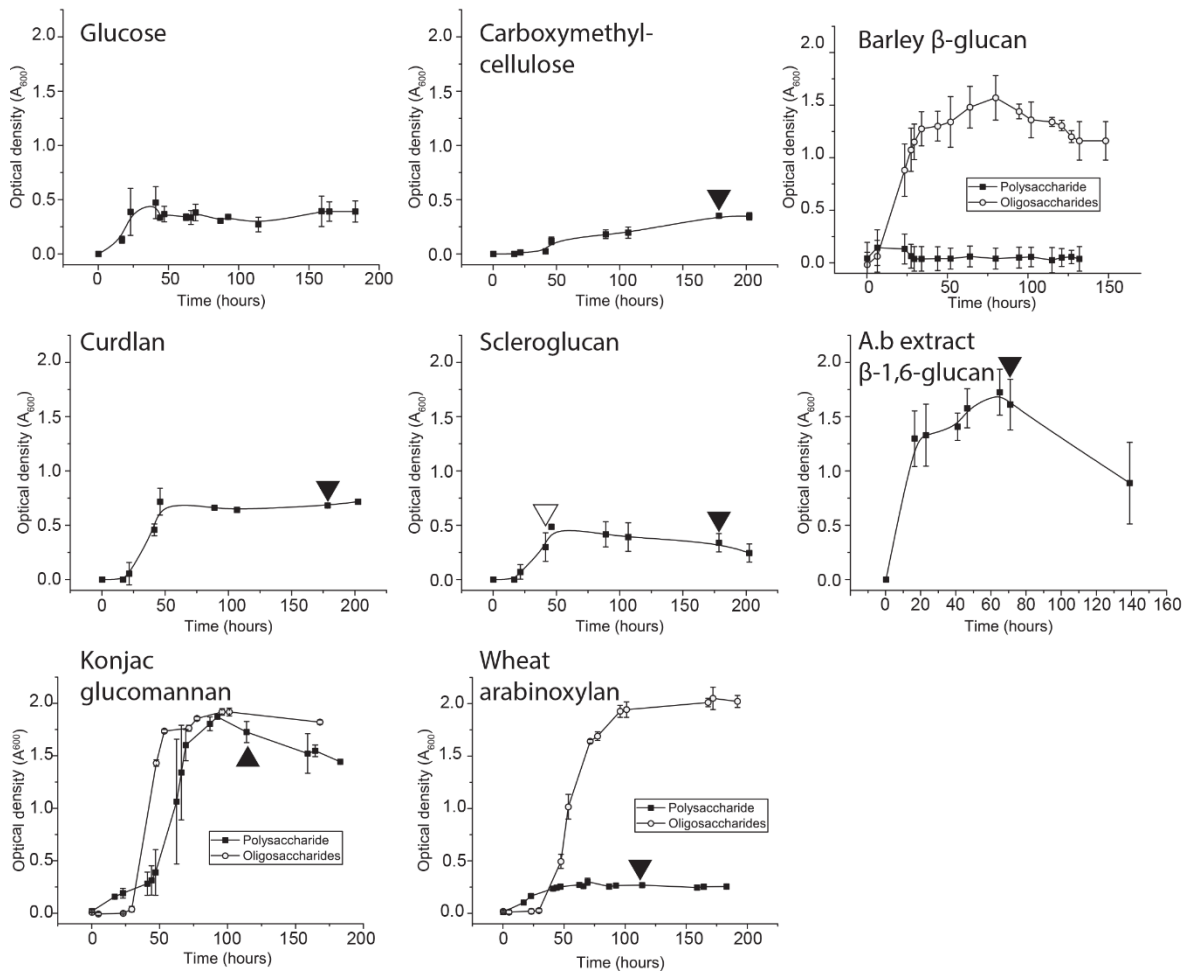 Glucose
2.0
1.5
1.0
0.5
0.0
Optical density (A600)
0 50 100 150 200
Time (hours)
Carboxymethyl-
cellulose
2.0
1.5
1.0
0.5
0.0
Optical density (A600)
0 50 100 150 200
Time (hours)
Barley β-glucan
2.0
1.5
1.0
0.5
0.0
Optical density (A600)
Polysaccharide
Oligosaccharides
0 50 100 150
Time (hours)
Curdlan
2.0
1.5
1.0
0.5
0.0
Optical density (A600)
0 50 100 150 200
Time (hours)
Scleroglucan
2.0
1.5
1.0
0.5
0.0
Optical density (A600)
0 50 100 150 200
Time (hours)
A.b extract
β-1,6-glucan
2.0
1.5
1.0
0.5
0.0
Optical density (A600)
0 20 40 60 80 100 120 140 160
Time (hours)
Konjac
glucomannan
2.0
1.5
1.0
0.5
0.0
Optical density (A600)
Polysaccharide
Oligosaccharides
0 50 100 150 200
Time (hours)
Wheat
arabinoxylan
2.0
1.5
1.0
0.5
0.0
Optical density (A600)
Polysaccharide
Oligosaccharides
0 50 100 150 200
Time (hours)